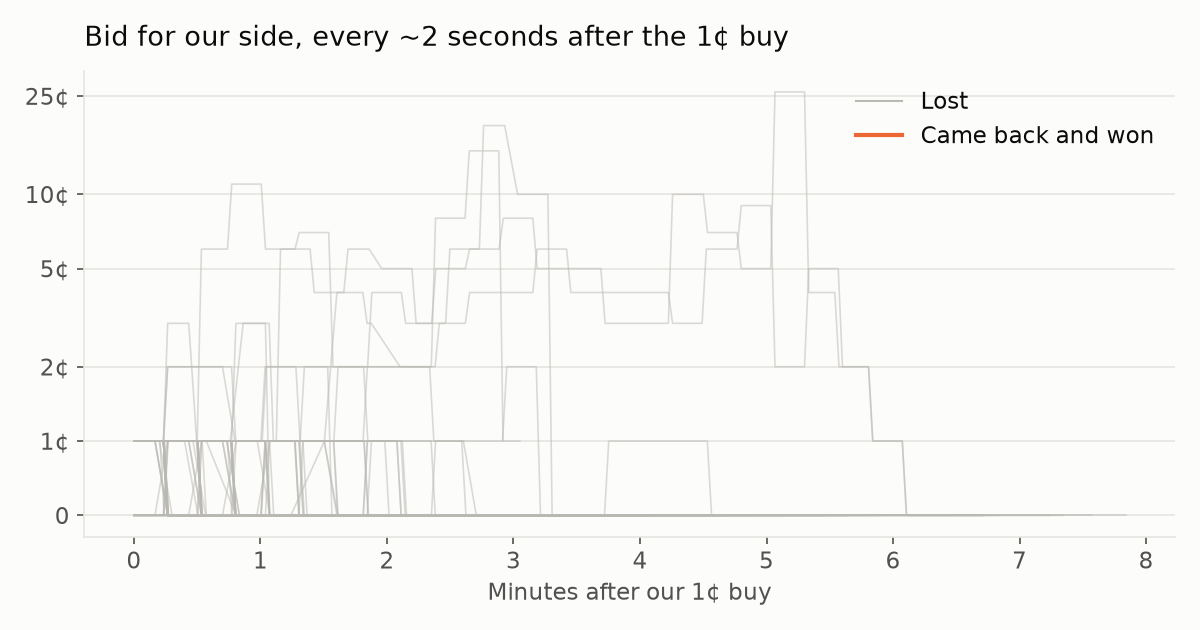 Bid for our side, every ~2 seconds after the 1¢ buy
25¢
10¢
5¢
2¢
1¢
0
Lost
Came back and won
0 1 2 3 4 5 6 7 8
Minutes after our 1¢ buy